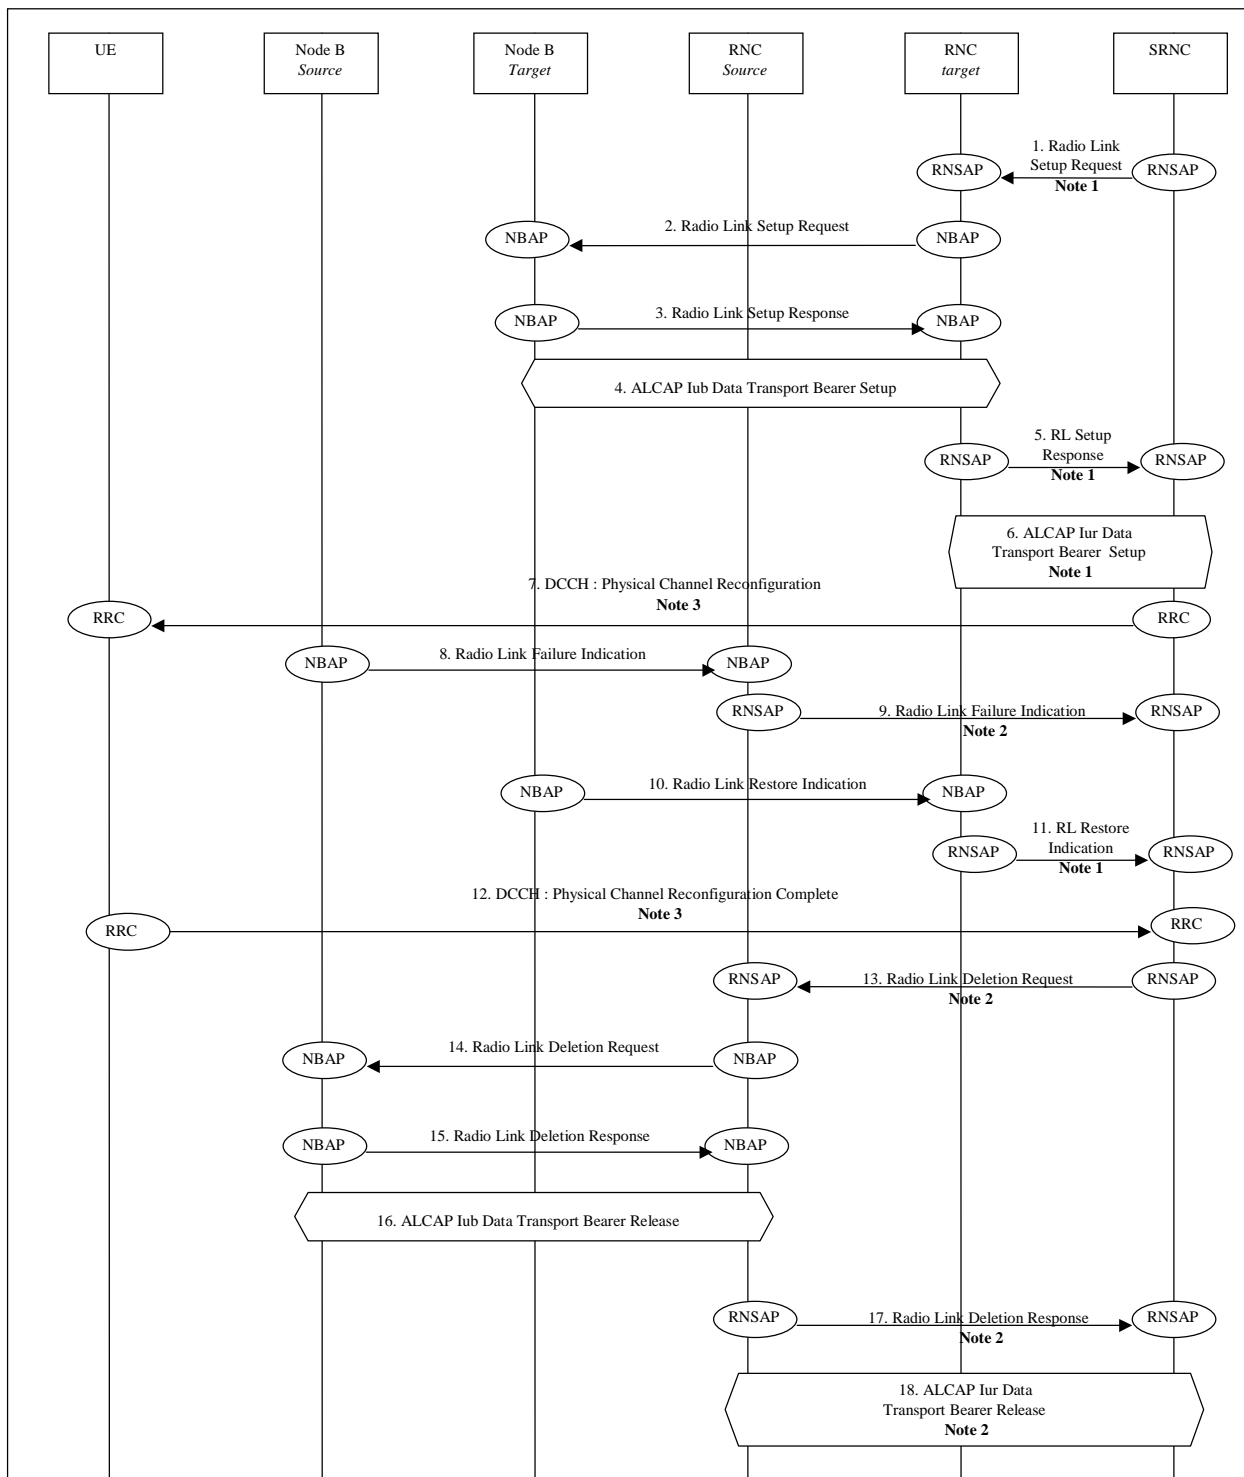 UE
Node B
Source
Node B
Target
RNC
Source
RNC
target
SRNC
1. Radio Link
Setup Request
Note 1
RNSAP
RNSAP
2. Radio Link Setup Request
NBAP
NBAP
3. Radio Link Setup Response
NBAP
NBAP
4. ALCAP Iub Data Transport Bearer Setup
5. RL Setup
Response
Note 1
RNSAP
RNSAP
6. ALCAP Iur Data
Transport Bearer Setup
Note 1
7. DCCH : Physical Channel Reconfiguration
Note 3
RRC
RRC
8. Radio Link Failure Indication
NBAP
NBAP
RNSAP
9. Radio Link Failure Indication
Note 2
RNSAP
NBAP
10. Radio Link Restore Indication
NBAP
11. RL Restore
Indication
Note 1
RNSAP
RNSAP
12. DCCH : Physical Channel Reconfiguration Complete
Note 3
RRC
RRC
RNSAP
13. Radio Link Deletion Request
Note 2
RNSAP
14. Radio Link Deletion Request
NBAP
NBAP
15. Radio Link Deletion Response
NBAP
NBAP
16. ALCAP Iub Data Transport Bearer Release
RNSAP
17. Radio Link Deletion Response
Note 2
RNSAP
18. ALCAP Iur Data
Transport Bearer Release
Note 2